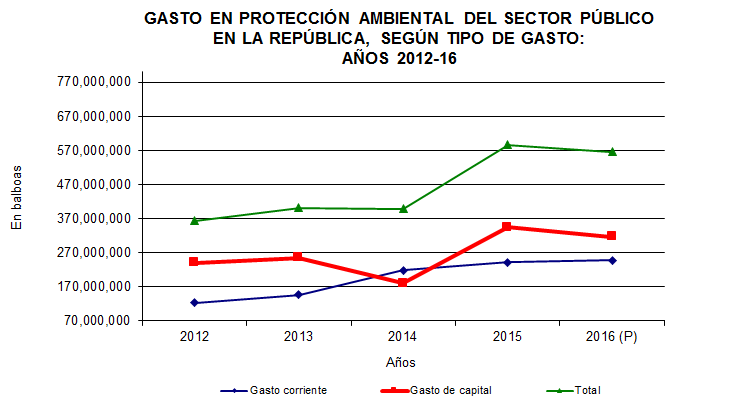 GASTO EN PROTECCIÓN AMBIENTAL DEL SECTOR PÚBLICO
EN LA REPÚBLICA, SEGÚN TIPO DE GASTO:
AÑOS 2012-16
En balboas
770,000,000
670,000,000
570,000,000
470,000,000
370,000,000
270,000,000
170,000,000
70,000,000
2012 2013 2014 2015 2016 (P)
Años
Gasto corriente Gasto de capital Total